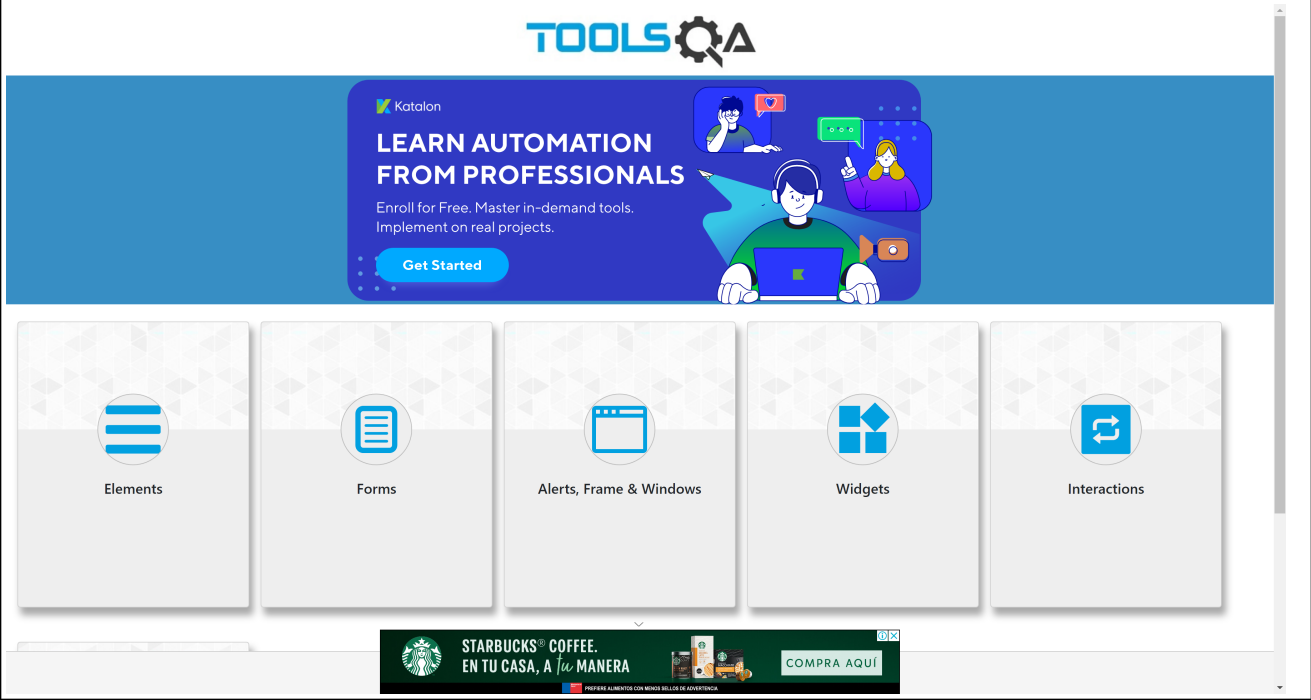 TOOLSQA
Katalon
LEARN AUTOMATION
FROM PROFESSIONALS
Enroll for Free. Master in-demand tools.
Implement on real projects.
Get Started
Elements
Forms
Alerts, Frame & Windows
Widgets
Interactions
STARBUCKS® COFFEE.
EN TU CASA, A tu MANERA
COMPRA AQUÍ
PREFIERE ALIMENTOS CON MENOS SELLOS DE ADVERTENCIA